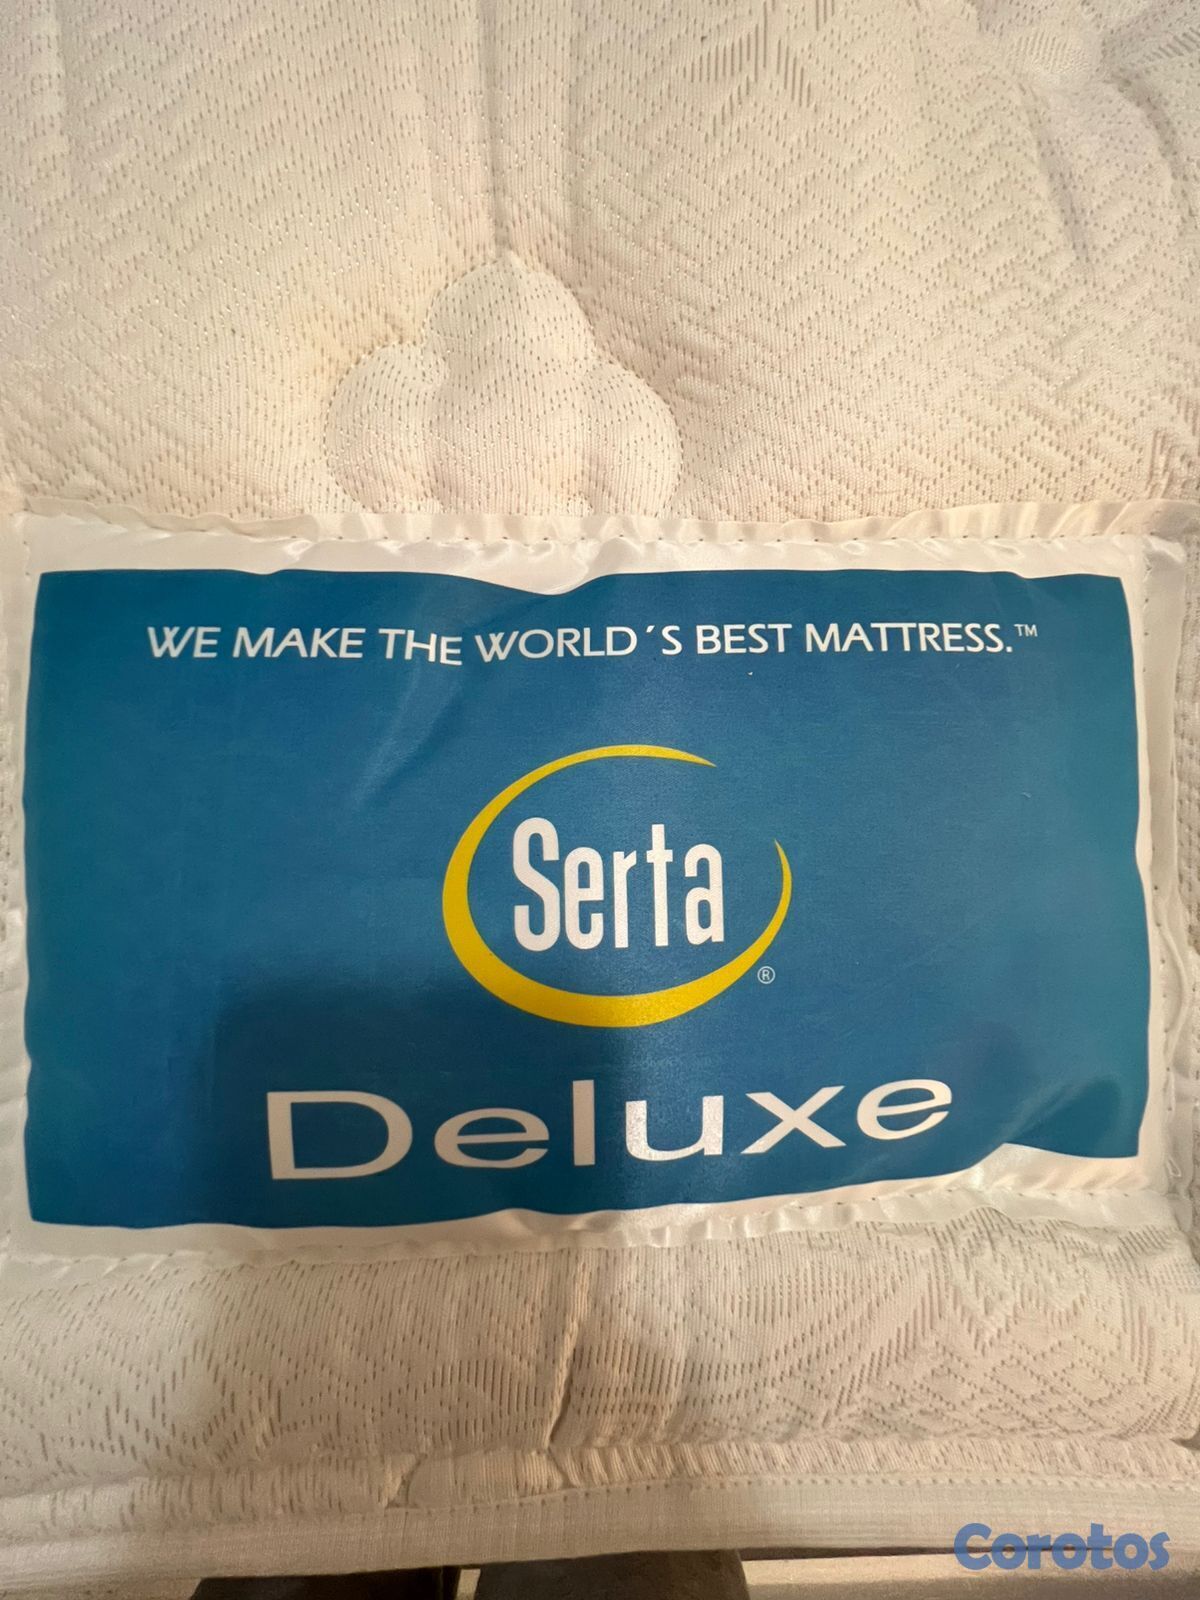 WE MAKE THE WORLD´S BEST MATTRESS.™
Serta®
Deluxe
Corotos